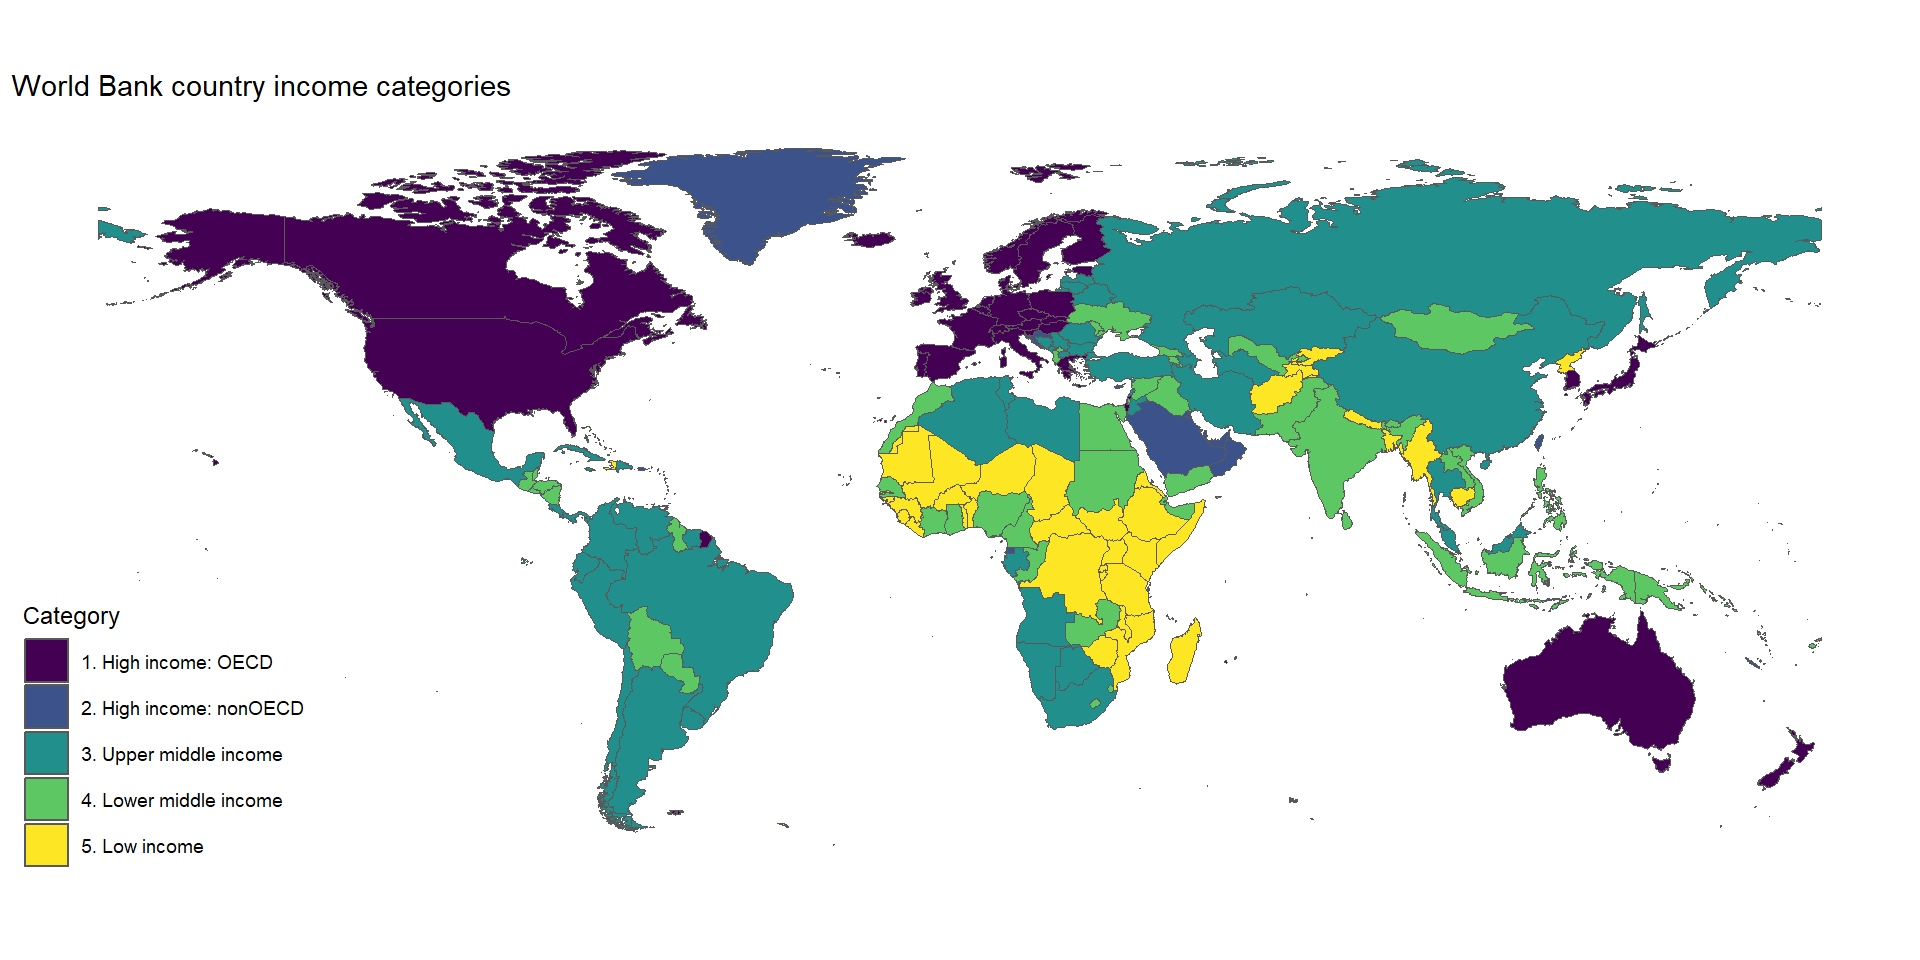 World Bank country income categories
Category
1. High income: OECD
2. High income: nonOECD
3. Upper middle income
4. Lower middle income
5. Low income